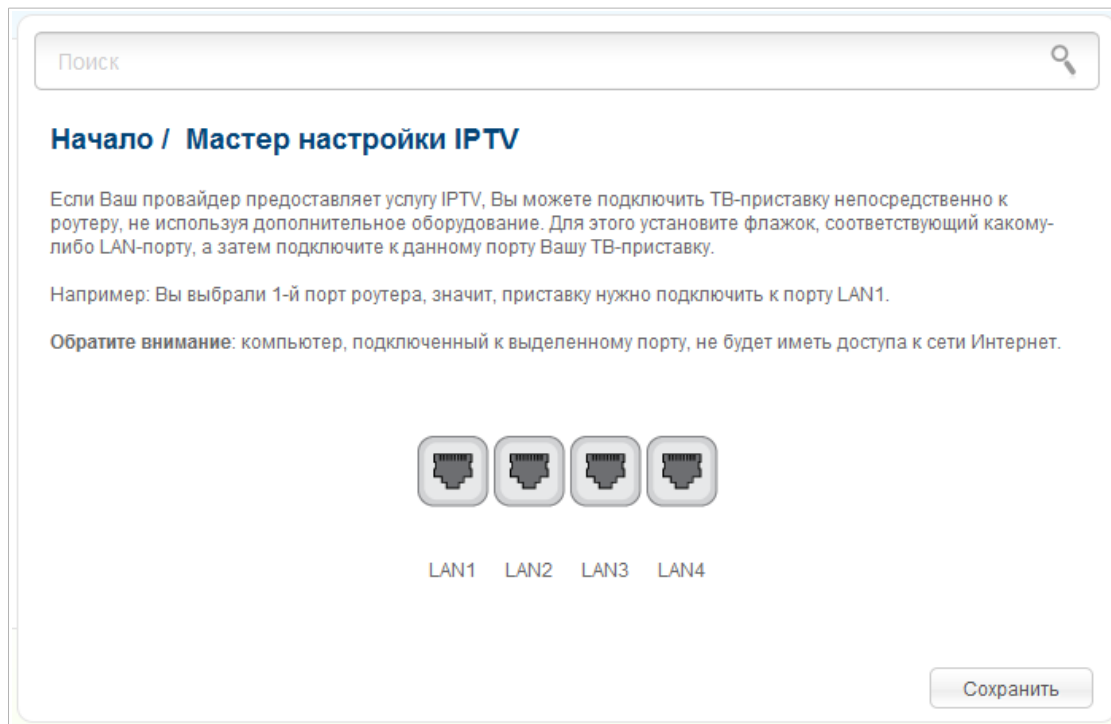 Поиск
Начало / Мастер настройки IPTV
Если Ваш провайдер предоставляет услугу IPTV, Вы можете подключить ТВ-приставку непосредственно к
роутеру, не используя дополнительное оборудование. Для этого установите флажок, соответствующий какому-
либо LAN-порту, а затем подключите к данному порту Вашу ТВ-приставку.
Например: Вы выбрали 1-й порт роутера, значит, приставку нужно подключить к порту LAN1.
Обратите внимание: компьютер, подключенный к выделенному порту, не будет иметь доступа к сети Интернет.
LAN1 LAN2 LAN3 LAN4
Сохранить